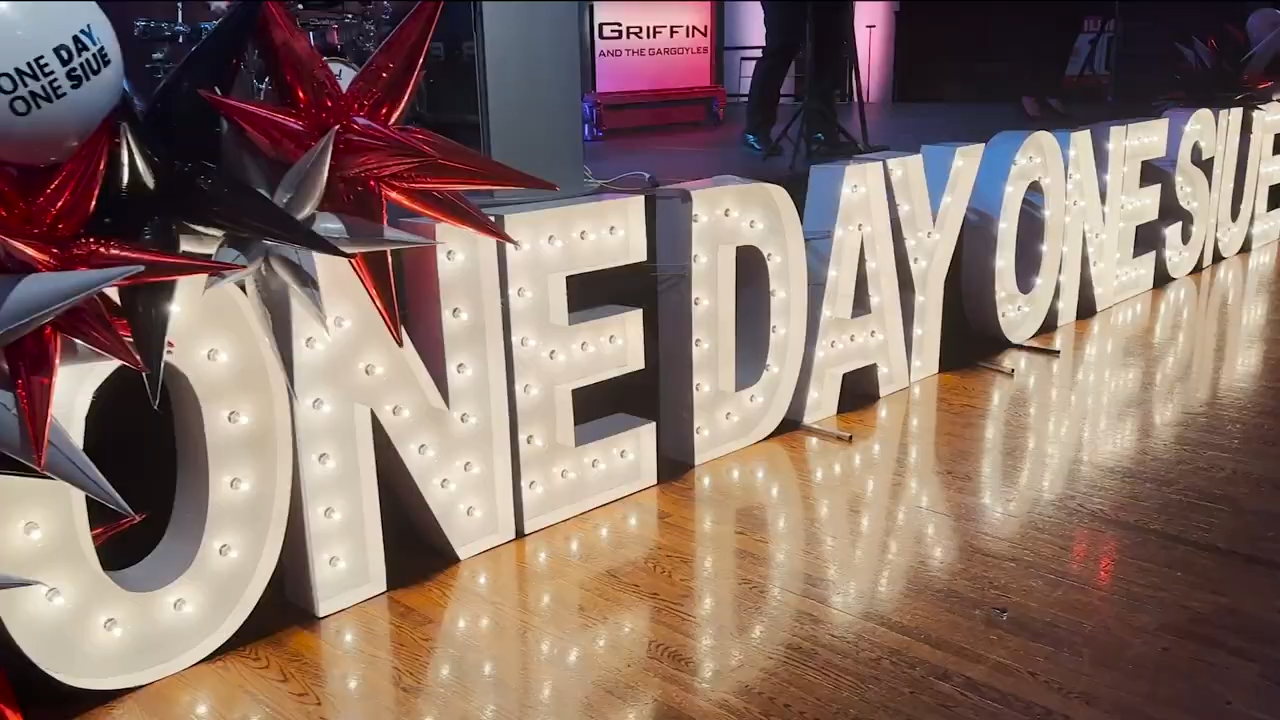 ONE DAY,
ONE SIUE
GRIFFIN
AND THE GARGOYLES
ONE DAY ONE SIUE